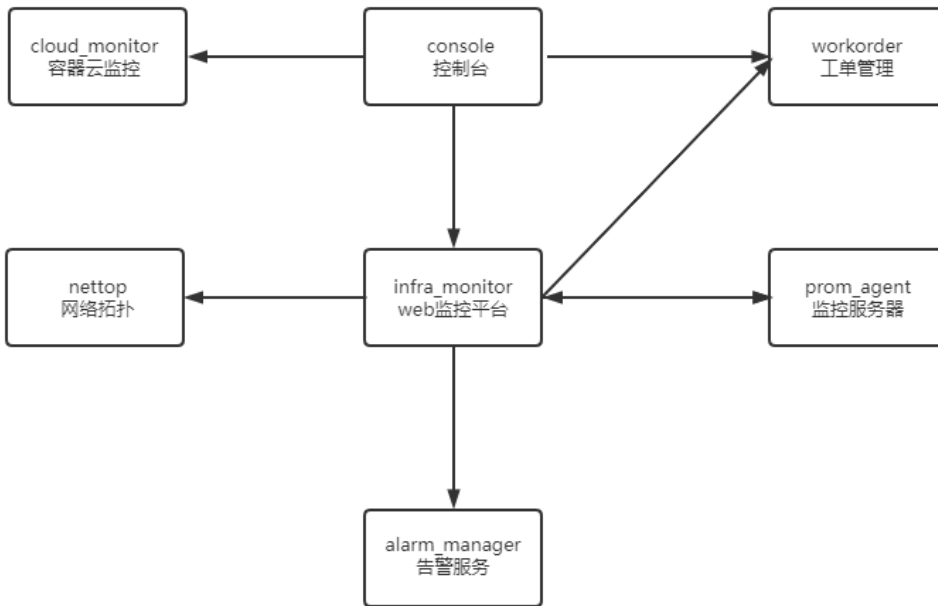 cloud_monitor
容器云监控
console
控制台
workorder
工单管理
nettop
网络拓扑
infra_monitor
web监控平台
prom_agent
监控服务器
alarm_manager
告警服务